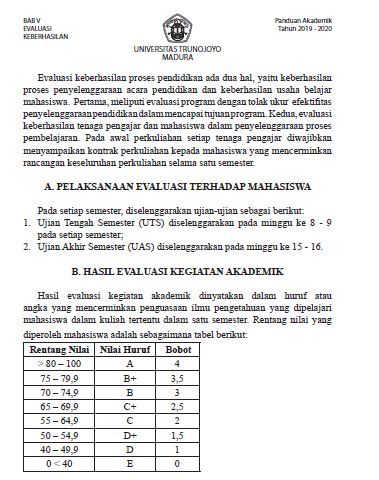 BAB V
EVALUASI
KEBERHASILAN
Panduan Akademik
Tahun 2019 - 2020
UNIVERSITAS TRUNOJOYO
MADURA
Evaluasi keberhasilan proses pendidikan ada dua hal, yaitu keberhasilan
proses penyelenggaraan acara pendidikan dan keberhasilan usaha belajar
mahasiswa. Pertama, meliputi evaluasi program dengan tolak ukur efektifitas
penyelenggaraan pendidikan dalam mencapai tujuan program. Kedua, evaluasi
keberhasilan tenaga pengajar dan mahasiswa dalam penyelenggaraan proses
pembelajaran. Pada awal perkuliahan setiap tenaga pengajar diwajibkan
menyampaikan kontrak perkuliahan kepada mahasiswa yang mencerminkan
rancangan keseluruhan perkuliahan selama satu semester.
A. PELAKSANAAN EVALUASI TERHADAP MAHASISWA
Pada setiap semester, diselenggarakan ujian-ujian sebagai berikut:
1. Ujian Tengah Semester (UTS) diselenggarakan pada minggu ke 8 - 9
pada setiap semester;
2. Ujian Akhir Semester (UAS) diselenggarakan pada minggu ke 15 - 16.
B. HASIL EVALUASI KEGIATAN AKADEMIK
Hasil evaluasi kegiatan akademik dinyatakan dalam huruf atau
angka yang mencerminkan penguasaan ilmu pengetahuan yang dipelajari
mahasiswa dalam kuliah tertentu dalam satu semester. Rentang nilai yang
diperoleh mahasiswa adalah sebagaimana tabel berikut:
Rentang Nilai Nilai Huruf Bobot
> 80 – 100 A 4
75 – 79,9 B+ 3,5
70 – 74,9 B 3
65 – 69,9 C+ 2,5
55 – 64,9 C 2
50 – 54,9 D+ 1,5
40 – 49,9 D 1
0 < 40 E 0